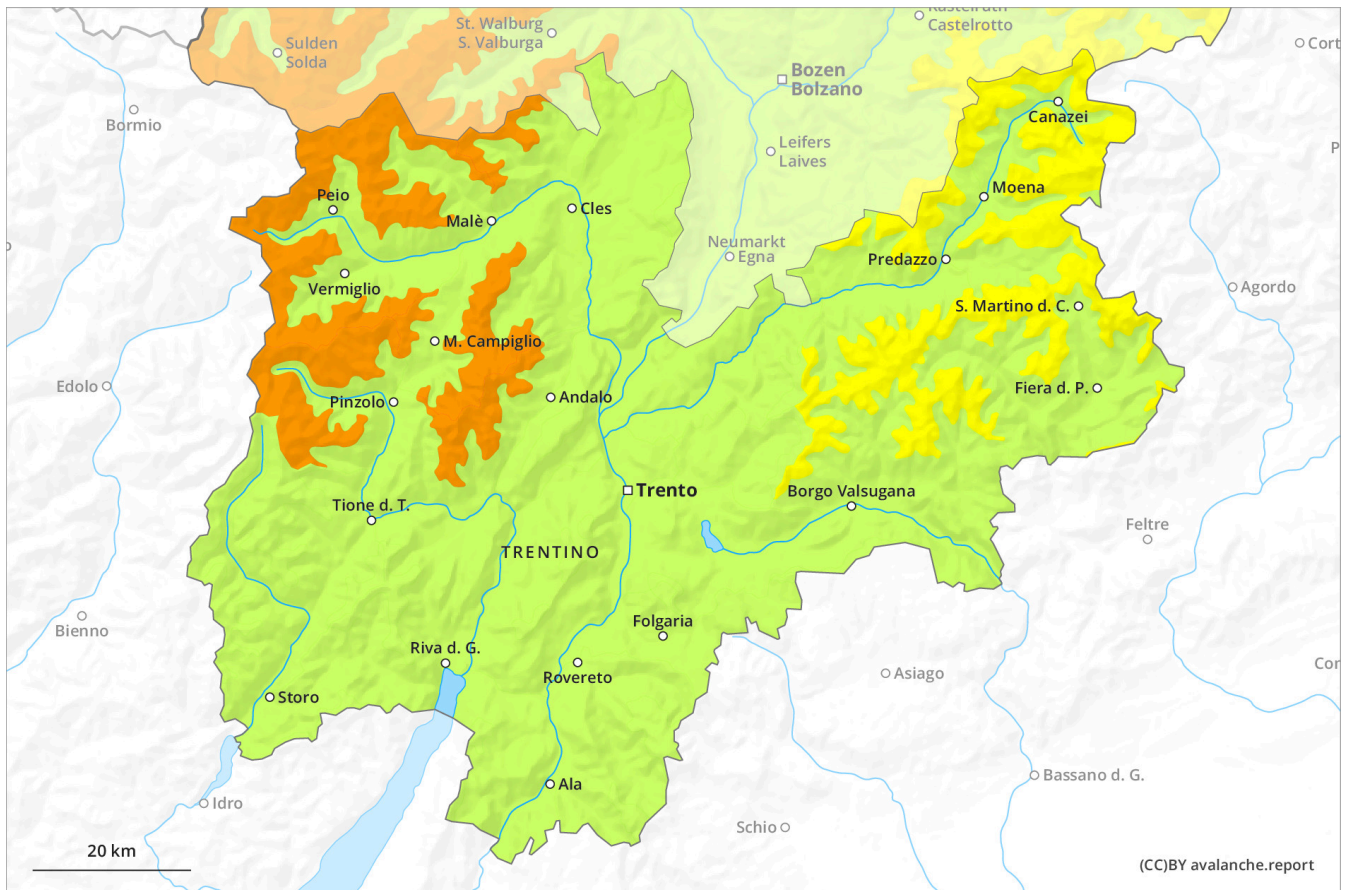 St. Walburg
S. Valburga
Castelrotto
Sulden
Solda
Cort
Bozen
Bolzano
Bormio
Canazei
Leifers
Laives
P
Peio
Moena
Malè
Cles
Neumarkt
Egna
Predazzo
Vermiglio
Agordo
S. Martino d. C.
M. Campiglio
Edolo
Fiera d. P.
Andalo
Pinzolo
Trento
Borgo Valsugana
Tione d. T.
Feltre
TRENTINO
Folgaria
Bienno
Riva d. G.
Cor
Asiago
Rovereto
Storo
Bassano d. G.
Ala
Idro
Schio
20 km
(CC)BY avalanche.report